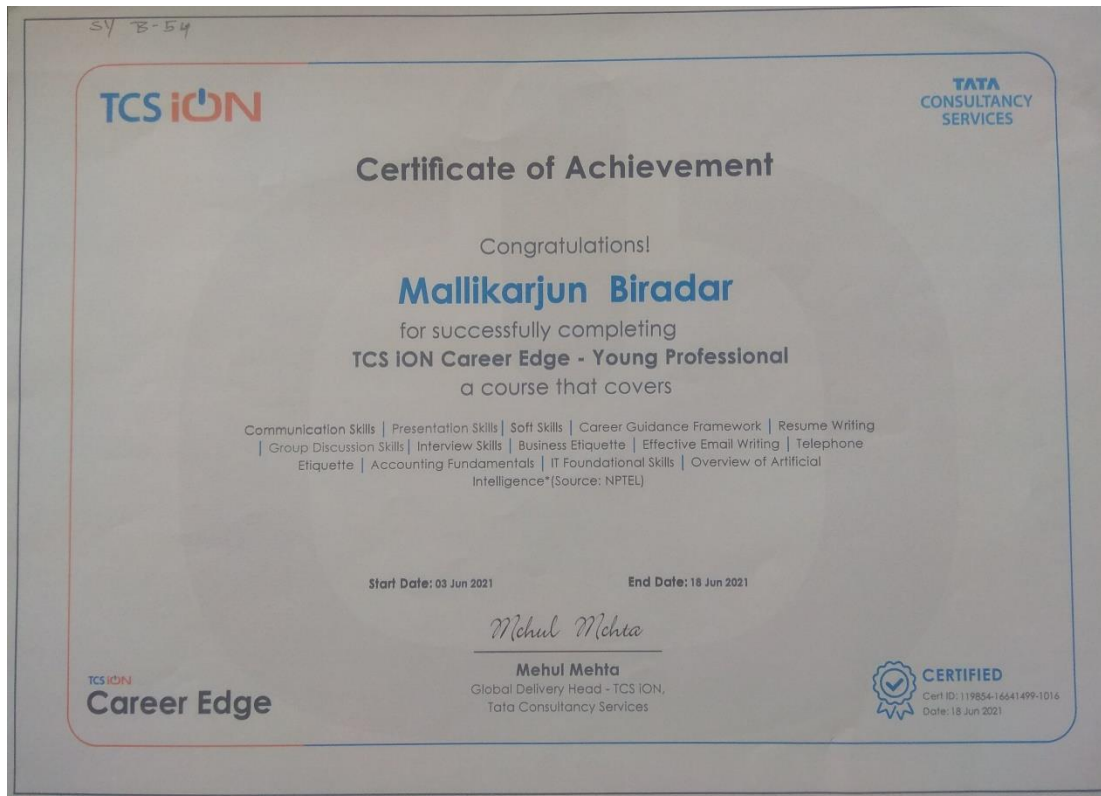 SY B-54
TCS iON
TATA
CONSULTANCY
SERVICES
Certificate of Achievement
Congratulations!
Mallikarjun Biradar
for successfully completing
TCS iON Career Edge - Young Professional
a course that covers
Communication Skills | Presentation Skills | Soft Skills | Career Guidance Framework | Resume Writing
| Group Discussion Skills | Interview Skills | Business Etiquette | Effective Email Writing | Telephone
Etiquette | Accounting Fundamentals | IT Foundational Skills | Overview of Artificial
Intelligence*(Source: NPTEL)
Start Date: 03 Jun 2021 End Date: 18 Jun 2021
Mehul Mehta
Mehul Mehta
Global Delivery Head - TCS iON,
Tata Consultancy Services
TCS iON
Career Edge
CERTIFIED
Cert ID: 119854-16641499-1016
Date: 18 Jun 2021